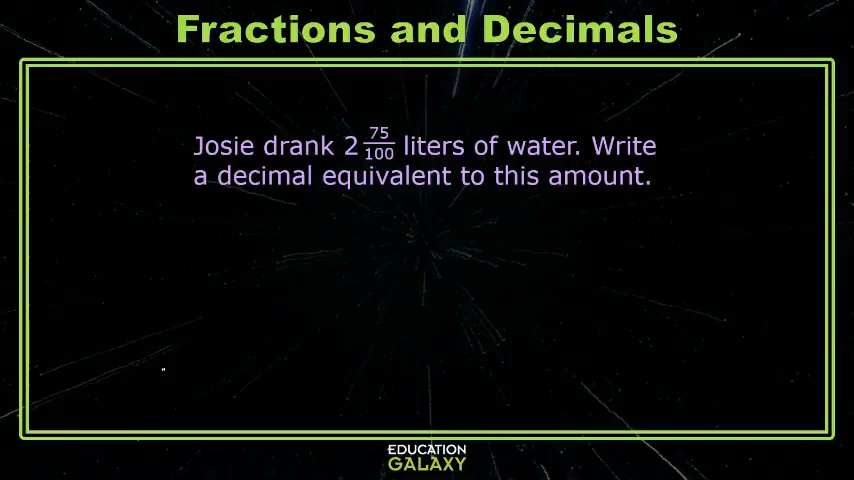 Fractions and Decimals
Josie drank 2 75/100 liters of water. Write
a decimal equivalent to this amount.
EDUCATION
GALAXY